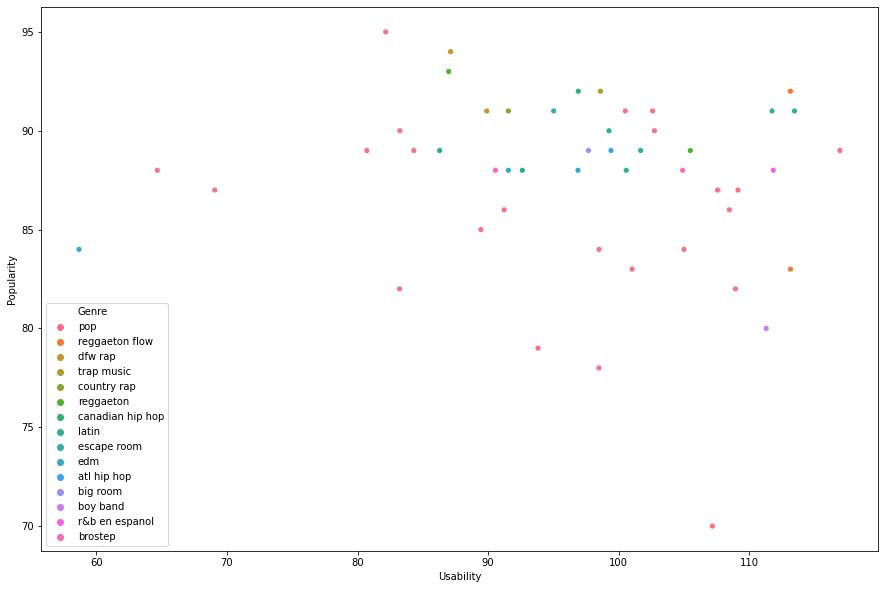 95
90
85
80
75
70
Popularity
Genre
pop
reggaeton flow
dfw rap
trap music
country rap
reggaeton
canadian hip hop
latin
escape room
edm
atl hip hop
big room
boy band
r&b en espanol
brostep
60 70 80 90 100 110
Usability